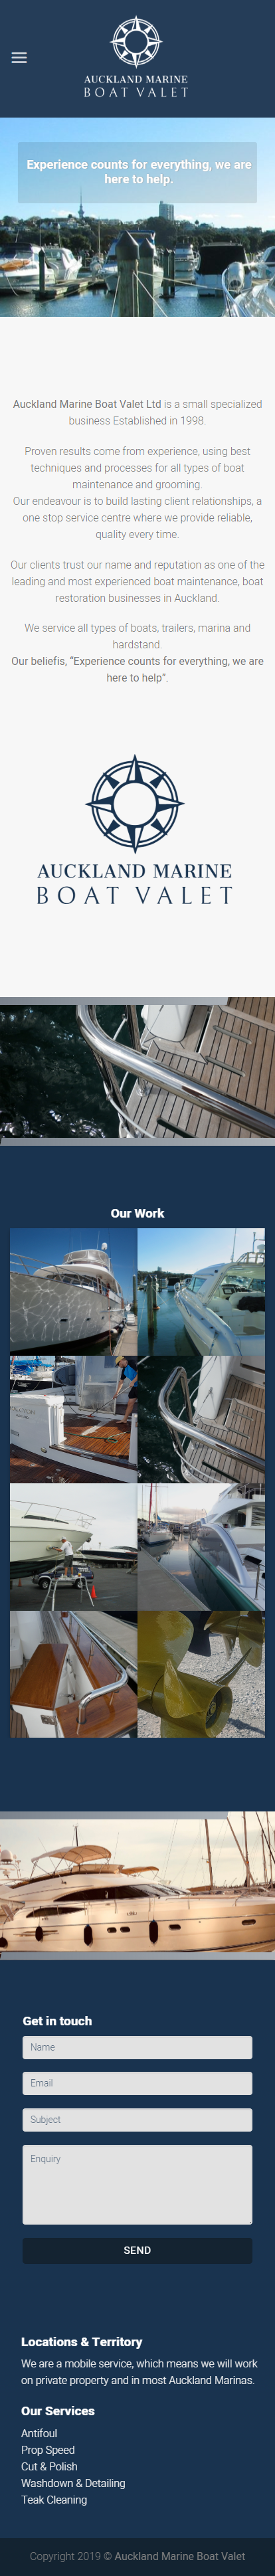 AUCKLAND MARINE
BOAT VALET
Experience counts for everything, we are
here to help.
Auckland Marine Boat Valet Ltd is a small specialized
business Established in 1998.
Proven results come from experience, using best
techniques and processes for all types of boat
maintenance and grooming.
Our endeavour is to build lasting client relationships, a
one stop service centre where we provide reliable,
quality every time.
Our clients trust our name and reputation as one of the
leading and most experienced boat maintenance, boat
restoration businesses in Auckland.
We service all types of boats, trailers, marina and
hardstand.
Our beliefis, “Experience counts for everything, we are
here to help”.
AUCKLAND MARINE
BOAT VALET
Our Work
Get in touch
Name
Email
Subject
Enquiry
SEND
Locations & Territory
We are a mobile service, which means we will work
on private property and in most Auckland Marinas.
Our Services
Antifoul
Prop Speed
Cut & Polish
Washdown & Detailing
Teak Cleaning
Copyright 2019 © Auckland Marine Boat Valet